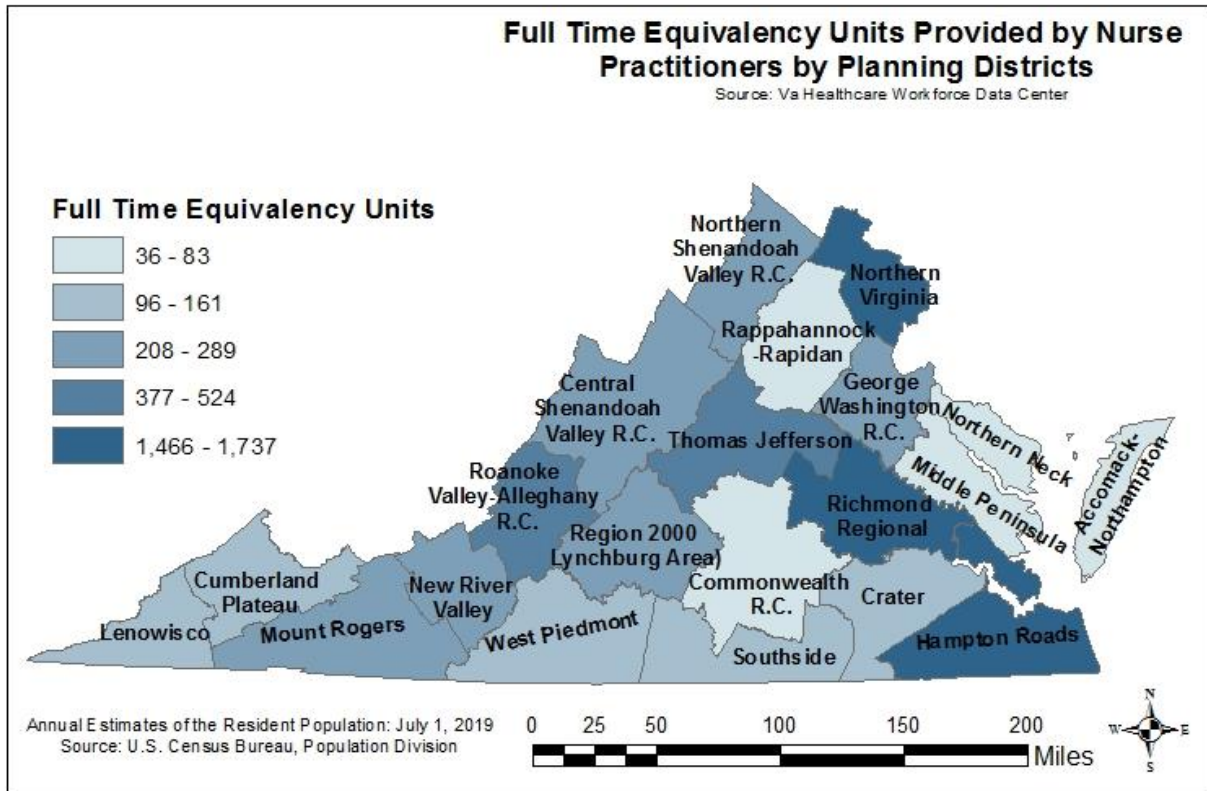 Full Time Equivalency Units Provided by Nurse
Practitioners by Planning Districts
Source: Va Healthcare Workforce Data Center
Full Time Equivalency Units
36 - 83
96 - 161
208 - 289
377 - 524
1,466 - 1,737
Northern
Shenandoah
Valley R.C.
Northern
Virginia
Rappahannock
-Rapidan
Central
Shenandoah
Valley R.C.
George
Washington
R.C.
Northern Neck
Thomas Jefferson
Accomack-
Northampton
Roanoke
Valley-Alleghany
R.C.
Middle Peninsula
Richmond
Regional
Region 2000
Lynchburg Area)
Cumberland
Plateau
New River
Valley
Commonwealth
R.C.
Crater
Lenowisco
Mount Rogers
West Piedmont
Southside
Hampton Roads
Annual Estimates of the Resident Population: July 1, 2019
Source: U.S. Census Bureau, Population Division
0 25 50 100 150 200
Miles
N
W E
S